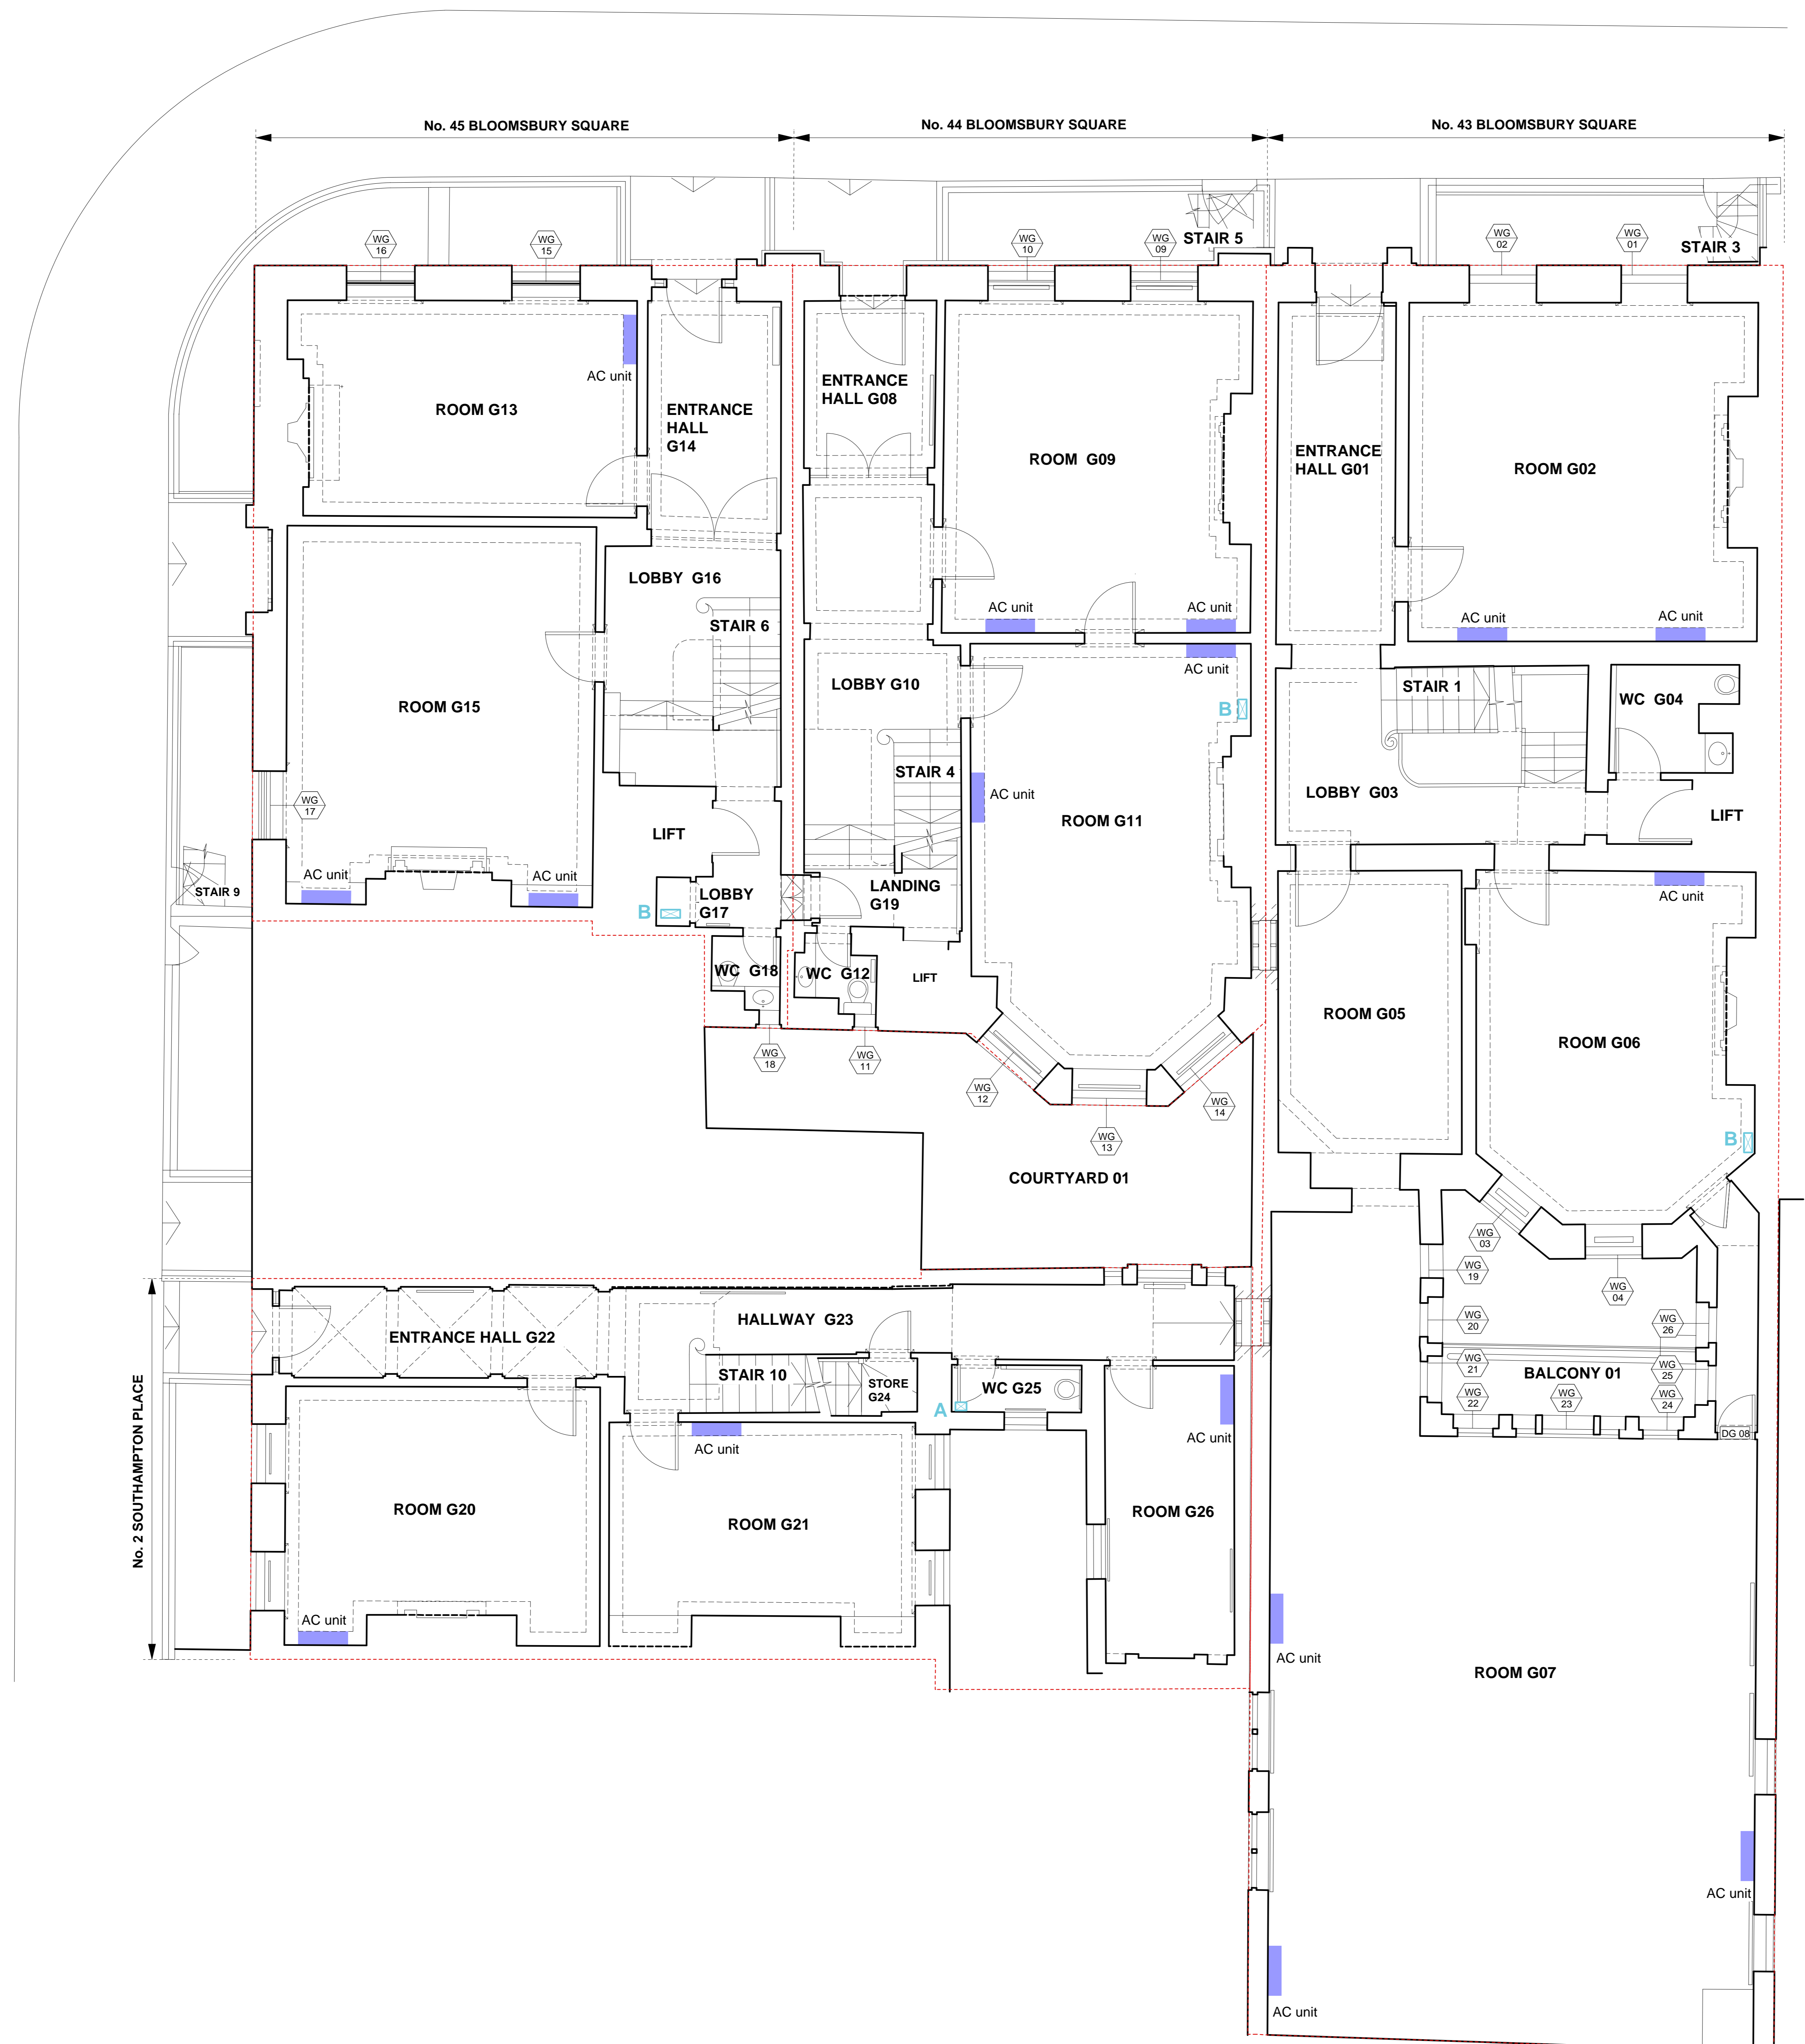 No. 45 BLOOMSBURY SQUARE
No. 44 BLOOMSBURY SQUARE
No. 43 BLOOMSBURY SQUARE
WG
16
WG
15
WG
10
WG
09
STAIR 5
WG
02
WG
01
STAIR 3
AC unit
ROOM G13
ENTRANCE
HALL
G14
ENTRANCE
HALL G08
ROOM G09
ENTRANCE
HALL G01
ROOM G02
LOBBY G16
STAIR 6
AC unit
AC unit
AC unit
AC unit
AC unit
LOBBY G10
STAIR 1
WC G04
ROOM G15
B
STAIR 4
AC unit
LOBBY G03
WG
17
LIFT
ROOM G11
LIFT
STAIR 9
AC unit
AC unit
B
LOBBY
G17
LANDING
G19
AC unit
WC G18
WC G12
LIFT
ROOM G05
ROOM G06
WG
18
WG
11
WG
12
WG
14
WG
13
B
COURTYARD 01
WG
03
WG
19
WG
04
WG
20
WG
26
ENTRANCE HALL G22
HALLWAY G23
STAIR 10
STORE
G24
WC G25
A
WG
21
BALCONY 01
WG
25
WG
22
WG
23
WG
24
DG 08
No. 2 SOUTHAMPTON PLACE
AC unit
AC unit
ROOM G20
ROOM G21
ROOM G26
AC unit
AC unit
ROOM G07
AC unit
AC unit